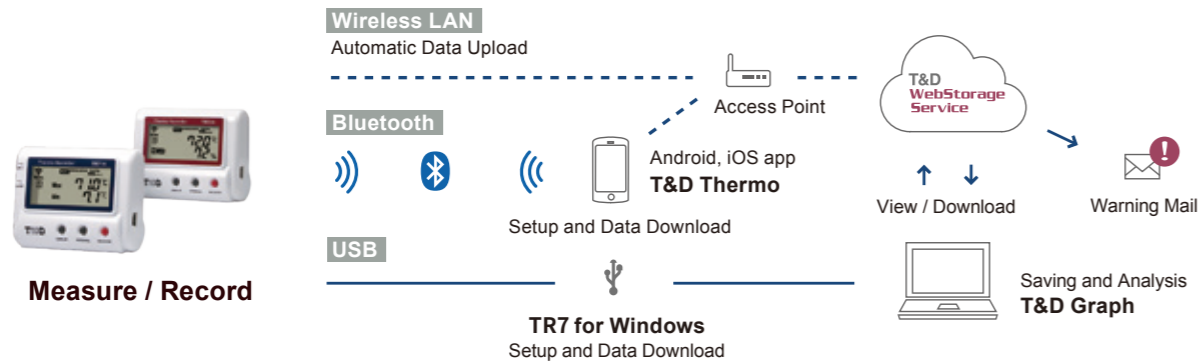 Wireless LAN
Automatic Data Upload
Access Point
T&D
WebStorage
Service
Bluetooth
Android, iOS app
T&D Thermo
Setup and Data Download
View / Download
Warning Mail
T&D
Measure / Record
USB
TR7 for Windows
Setup and Data Download
Saving and Analysis
T&D Graph